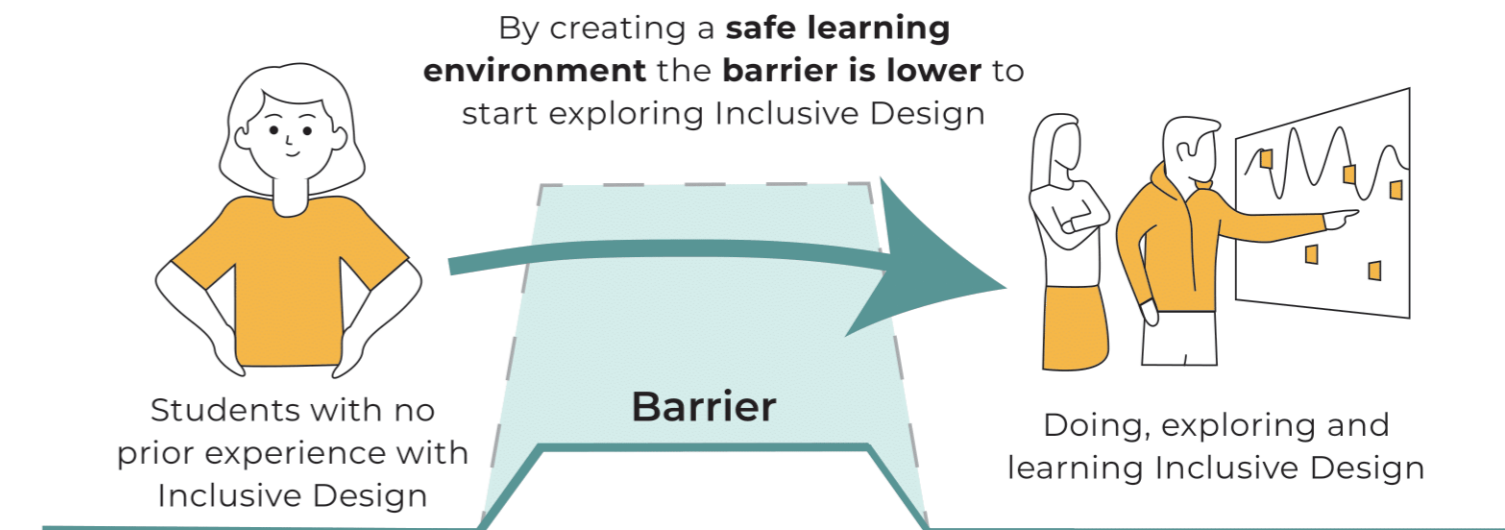 By creating a safe learning
environment the barrier is lower to
start exploring Inclusive Design
Barrier
Students with no
prior experience with
Inclusive Design
Doing, exploring and
learning Inclusive Design